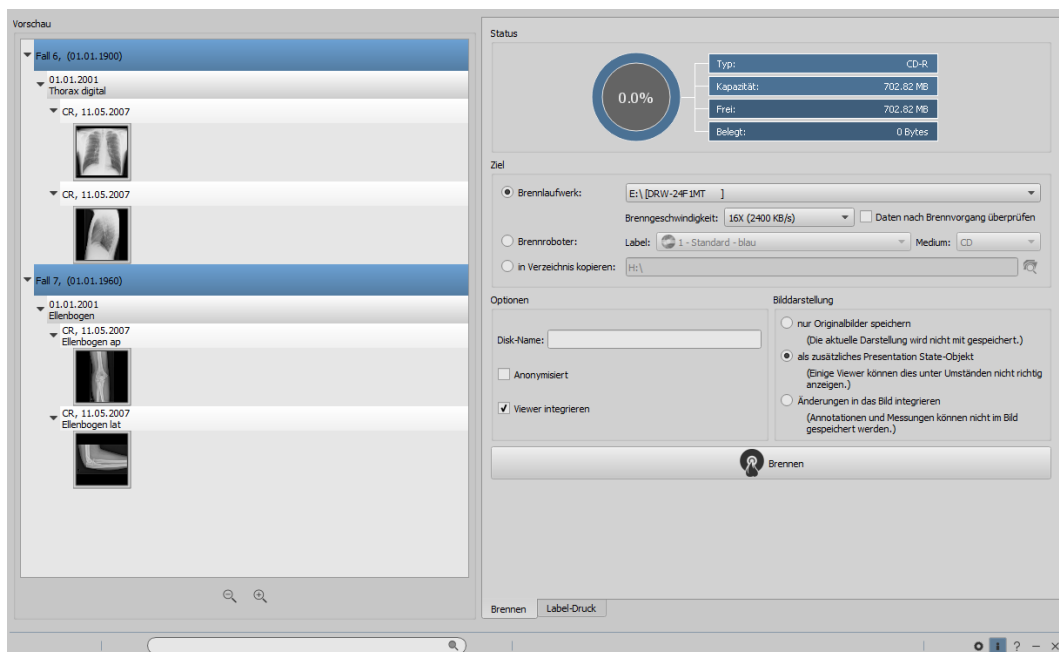 Vorschau
Fall 6, (01.01.1900)
01.01.2001
Thorax digital
CR, 11.05.2007
CR, 11.05.2007
Fall 7, (01.01.1960)
01.01.2001
Ellenbogen
CR, 11.05.2007
Ellenbogen ap
CR, 11.05.2007
Ellenbogen lat
Status
0.0%
Typ: CD-R
Kapazität: 702.82 MB
Frei: 702.82 MB
Belegt: 0 Bytes
Ziel
Brennlaufwerk: E:\ [DRW-24F1MT ]
Brenngeschwindigkeit: 16X (2400 KB/s) Daten nach Brennvorgang überprüfen
Brennroboter: Label: 1 - Standard - blau Medium: CD
in Verzeichnis kopieren: H:\
Optionen
Disk-Name:
Anonymisiert
Viewer integrieren
Bilddarstellung
nur Originalbilder speichern
(Die aktuelle Darstellung wird nicht mit gespeichert.)
als zusätzliches Presentation State-Objekt
(Einige Viewer können dies unter Umständen nicht richtig
anzeigen.)
Änderungen in das Bild integrieren
(Annotationen und Messungen können nicht im Bild
gespeichert werden.)
Brennen
Brennen Label-Druck